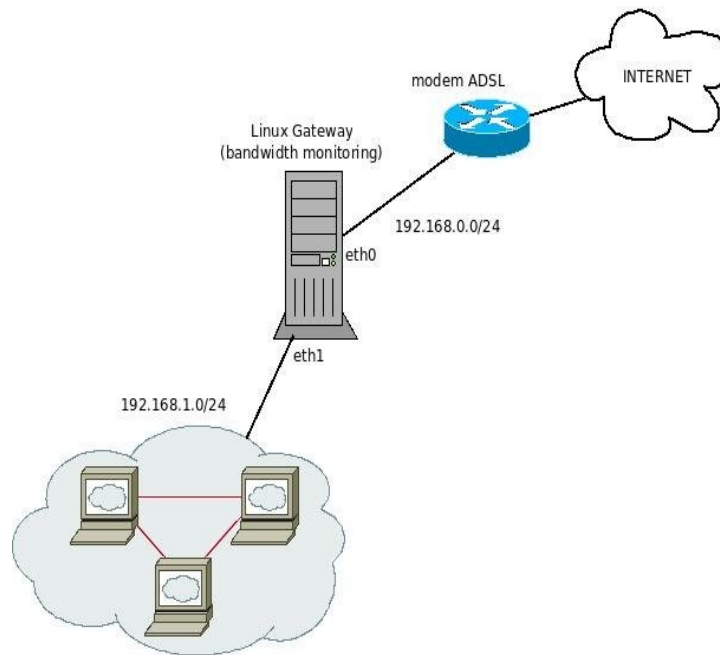 INTERNET
modem ADSL
Linux Gateway
(bandwidth monitoring)
192.168.0.0/24
eth0
eth1
192.168.1.0/24